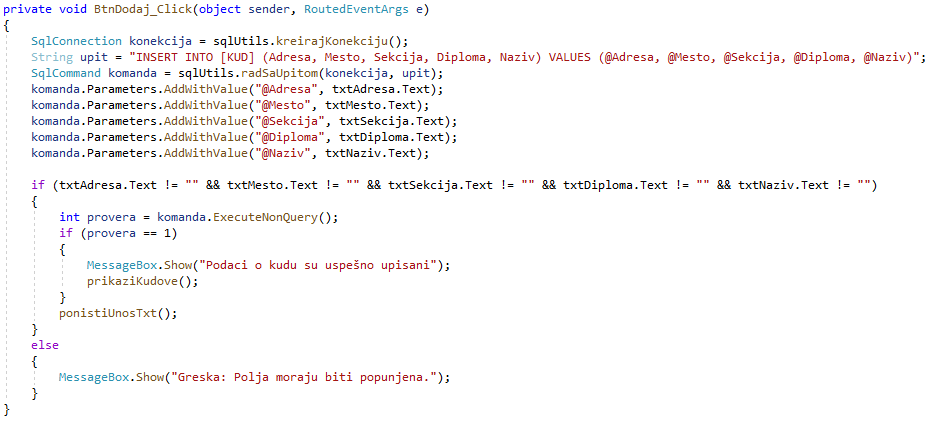 private void BtnDodaj_Click(object sender, RoutedEventArgs e)
{
    SqlConnection konekcija = sqlUtils.kreirajKonekciju();
    String upit = "INSERT INTO [KUD] (Adresa, Mesto, Sekcija, Diploma, Naziv) VALUES (@Adresa, @Mesto, @Sekcija, @Diploma, @Naziv)";
    SqlCommand komanda = sqlUtils.radSaUpitom(konekcija, upit);
    komanda.Parameters.AddWithValue("@Adresa", txtAdresa.Text);
    komanda.Parameters.AddWithValue("@Mesto", txtMesto.Text);
    komanda.Parameters.AddWithValue("@Sekcija", txtSekcija.Text);
    komanda.Parameters.AddWithValue("@Diploma", txtDiploma.Text);
    komanda.Parameters.AddWithValue("@Naziv", txtNaziv.Text);

    if (txtAdresa.Text != "" && txtMesto.Text != "" && txtSekcija.Text != "" && txtDiploma.Text != "" && txtNaziv.Text != "")
    {
        int provera = komanda.ExecuteNonQuery();
        if (provera == 1)
        {
            MessageBox.Show("Podaci o kudu su uspešno upisani");
            prikaziKudove();
        }
        ponistiUnosTxt();
    }
    else
    {
        MessageBox.Show("Greska: Polja moraju biti popunjena.");
    }
}